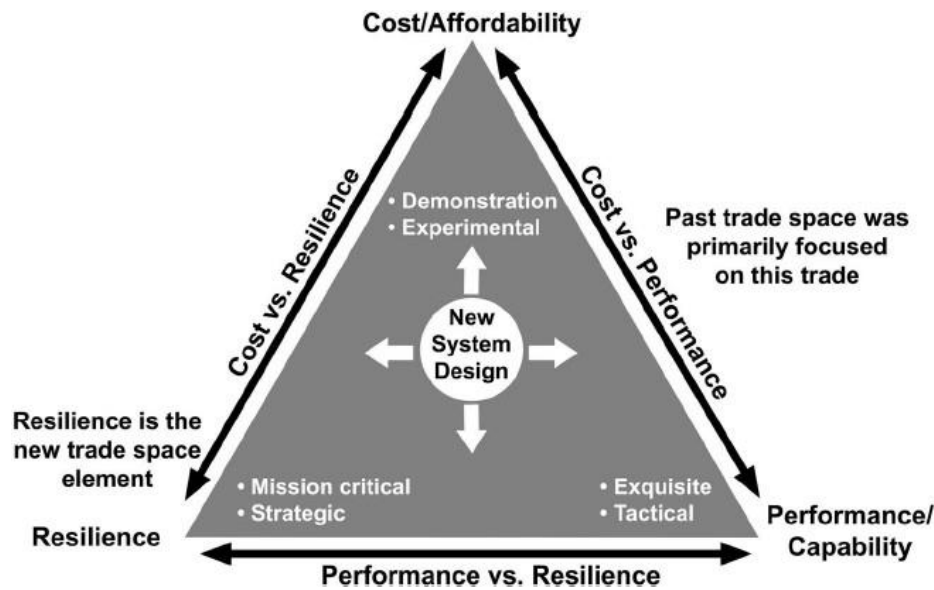 Cost/Affordability
Cost vs. Resilience
Cost vs. Performance
• Demonstration
• Experimental
Past trade space was
primarily focused
on this trade
New
System
Design
Resilience is the
new trade space
element
• Mission critical
• Strategic
• Exquisite
• Tactical
Resilience
Performance/
Capability
Performance vs. Resilience